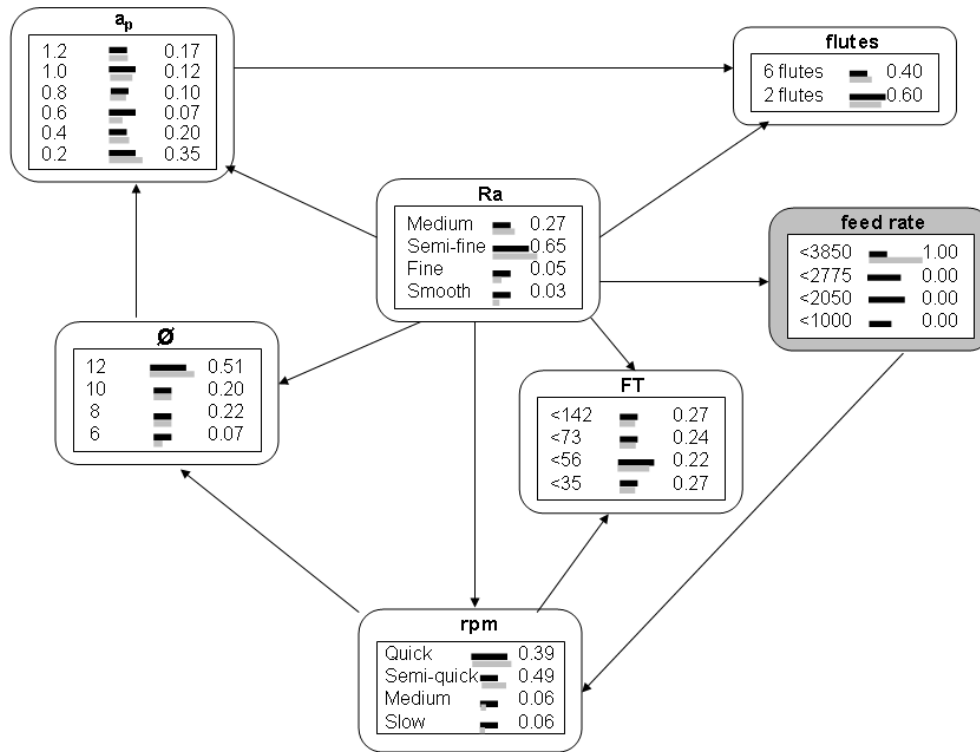 a_p
1.2 0.17
1.0 0.12
0.8 0.10
0.6 0.07
0.4 0.20
0.2 0.35
flutes
6 flutes 0.40
2 flutes 0.60
Ra
Medium 0.27
Semi-fine 0.65
Fine 0.05
Smooth 0.03
feed rate
<3850 1.00
<2775 0.00
<2050 0.00
<1000 0.00
Ø
12 0.51
10 0.20
8 0.22
6 0.07
FT
<142 0.27
<73 0.24
<56 0.22
<35 0.27
rpm
Quick 0.39
Semi-quick 0.49
Medium 0.06
Slow 0.06